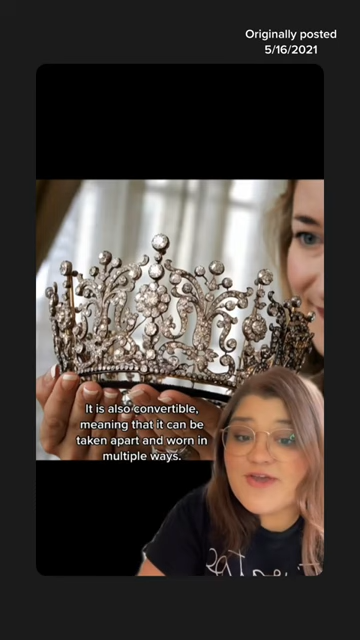 Originally posted
5/16/2021
It is also convertible,
meaning that it can be
taken apart and worn in
multiple ways.